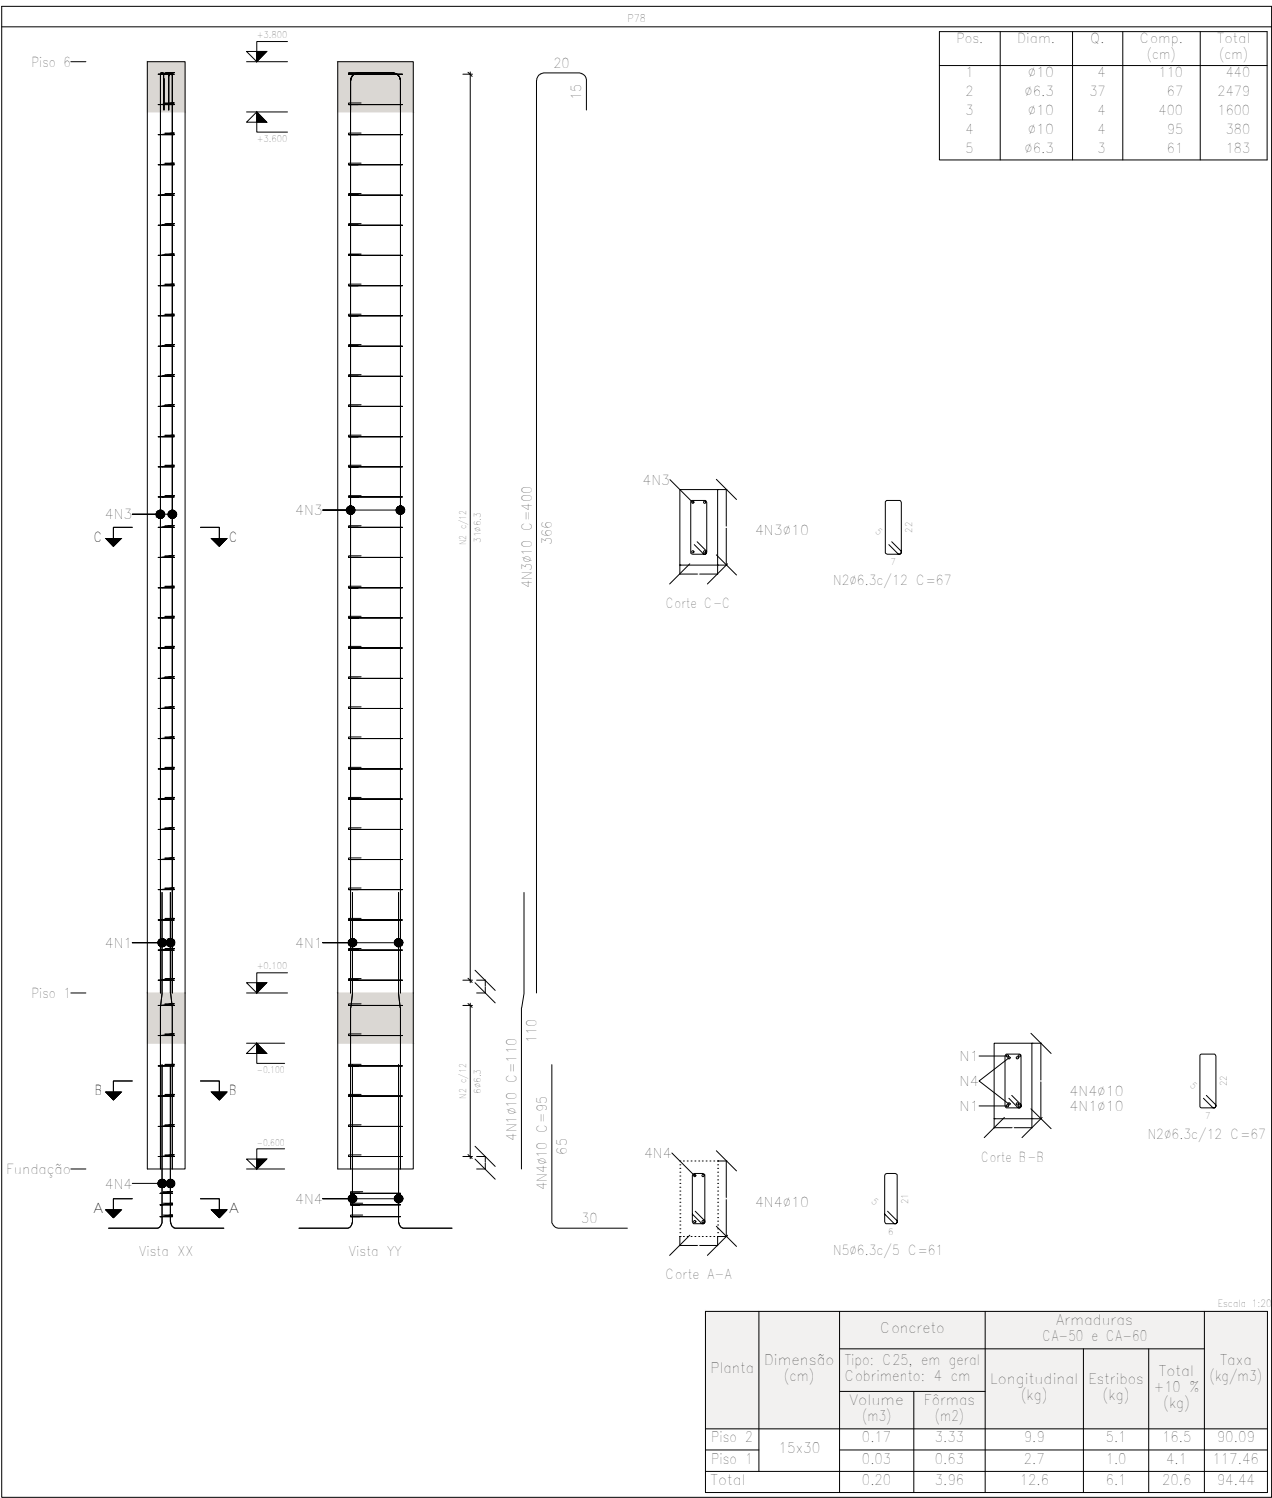 P78
Pos. Diam. Q. Comp. (cm) Total (cm)
1 ø10 4 110 440
2 ø6.3 37 67 2479
3 ø10 4 400 1600
4 ø10 4 95 380
5 ø6.3 3 61 183
Piso 6
+3.800
+3.600
20
15
4N3
4N3
C
C
N2 c/12
31ø6.3
4N3ø10 C=400
366
4N3
4N3ø10
Corte C-C
5
22
7
N2ø6.3c/12 C=67
4N1
4N1
Piso 1
+0.100
-0.100
B
B
N2 c/12
6ø6.3
4N1ø10 C=110
110
N1
N4
N1
4N4ø10
4N1ø10
Corte B-B
5
22
7
N2ø6.3c/12 C=67
Fundação
-0.600
4N4
4N4
A
A
4N4ø10 C=95
65
30
4N4
4N4ø10
Corte A-A
5
21
6
N5ø6.3c/5 C=61
Vista XX
Vista YY
Escala 1:20
Planta
Dimensão
(cm)
Concreto
Armaduras
CA-50 e CA-60
Taxa
(kg/m3)
Tipo: C25, em geral
Cobrimento: 4 cm
Longitudinal
(kg)
Estribos
(kg)
Total
+10 %
(kg)
Volume
(m3)
Fôrmas
(m2)
Piso 2 15x30 0.17 3.33 9.9 5.1 16.5 90.09
Piso 1 0.03 0.63 2.7 1.0 4.1 117.46
Total 0.20 3.96 12.6 6.1 20.6 94.44